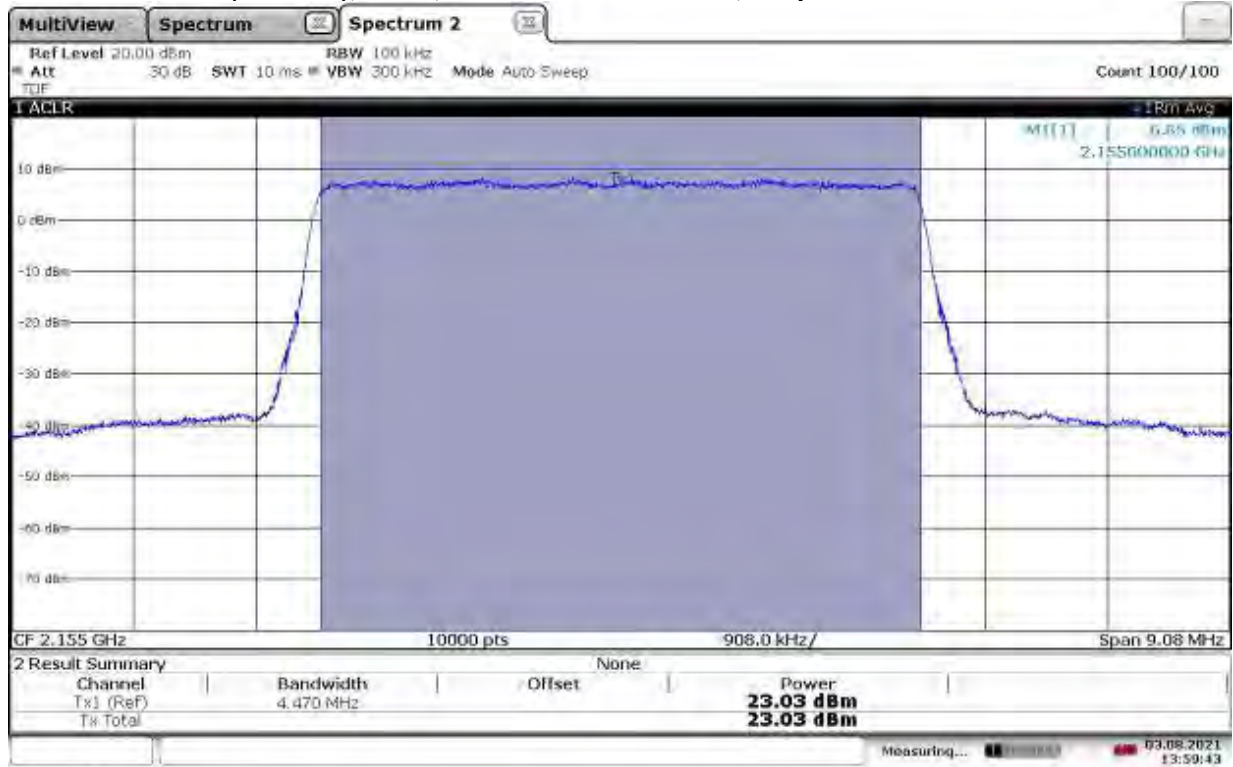 MultiView Spectrum Spectrum 2
Ref Level 20.00 dBm RBW 100 kHz
Att 30 dB SWT 10 ms VBW 300 kHz Mode Auto Sweep Count 100/100
TDF
1 ACLR 1Rm Avg
M1[1] 6.85 dBm
2.155000000 GHz
10 dBm
0 dBm
-10 dBm
-20 dBm
-30 dBm
-40 dBm
-50 dBm
-60 dBm
-70 dBm
CF 2.155 GHz 10000 pts 908.0 kHz/ Span 9.08 MHz
2 Result Summary None
Channel Bandwidth Offset Power
Tx1 (Ref) 4.470 MHz 23.03 dBm
Tx Total 23.03 dBm
Measuring... 03.08.2021
13:59:43